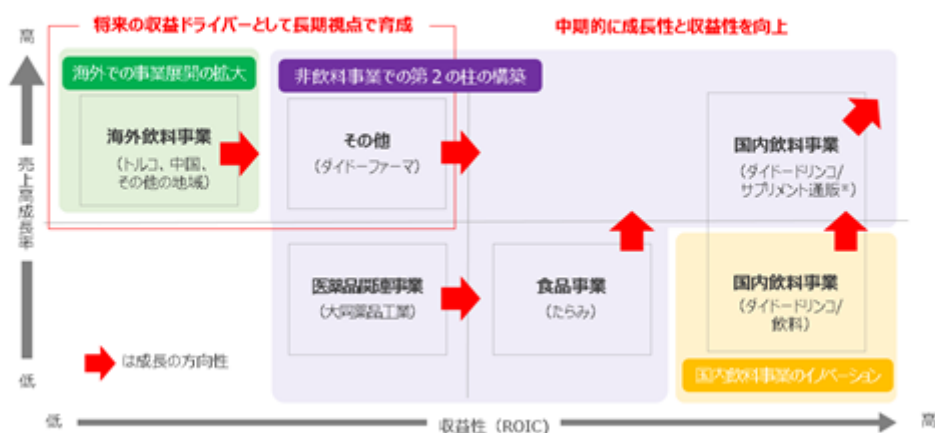 将来の収益ドライバーとして長期視点で育成
中期的に成長性と収益性を向上
高
海外での事業展開の拡大
非飲料事業での第２の柱の構築
海外飲料事業
（トルコ、中国、
その他の地域）
その他
（ダイドーファーマ）
国内飲料事業
（ダイドードリンコ/
サプリメント通販※）
売上高成長率
医薬品関連事業
（大同薬品工業）
食品事業
（たらみ）
国内飲料事業
（ダイドードリンコ/
飲料）
は成長の方向性
国内飲料事業のイノベーション
低
低
収益性（ROIC）
高